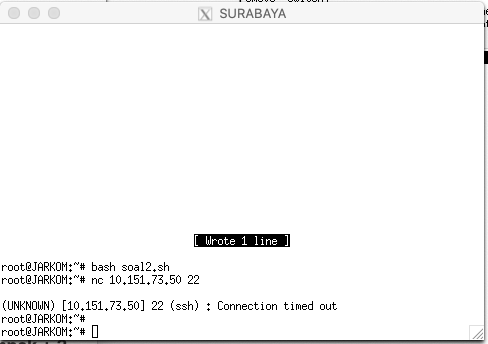 SURABAYA
[ Wrote 1 line ]
root@JARKOM:~# bash soal2.sh
root@JARKOM:~# nc 10.151.73.50 22
(UNKNOWN) [10.151.73.50] 22 (ssh) : Connection timed out
root@JARKOM:~#
root@JARKOM:~#